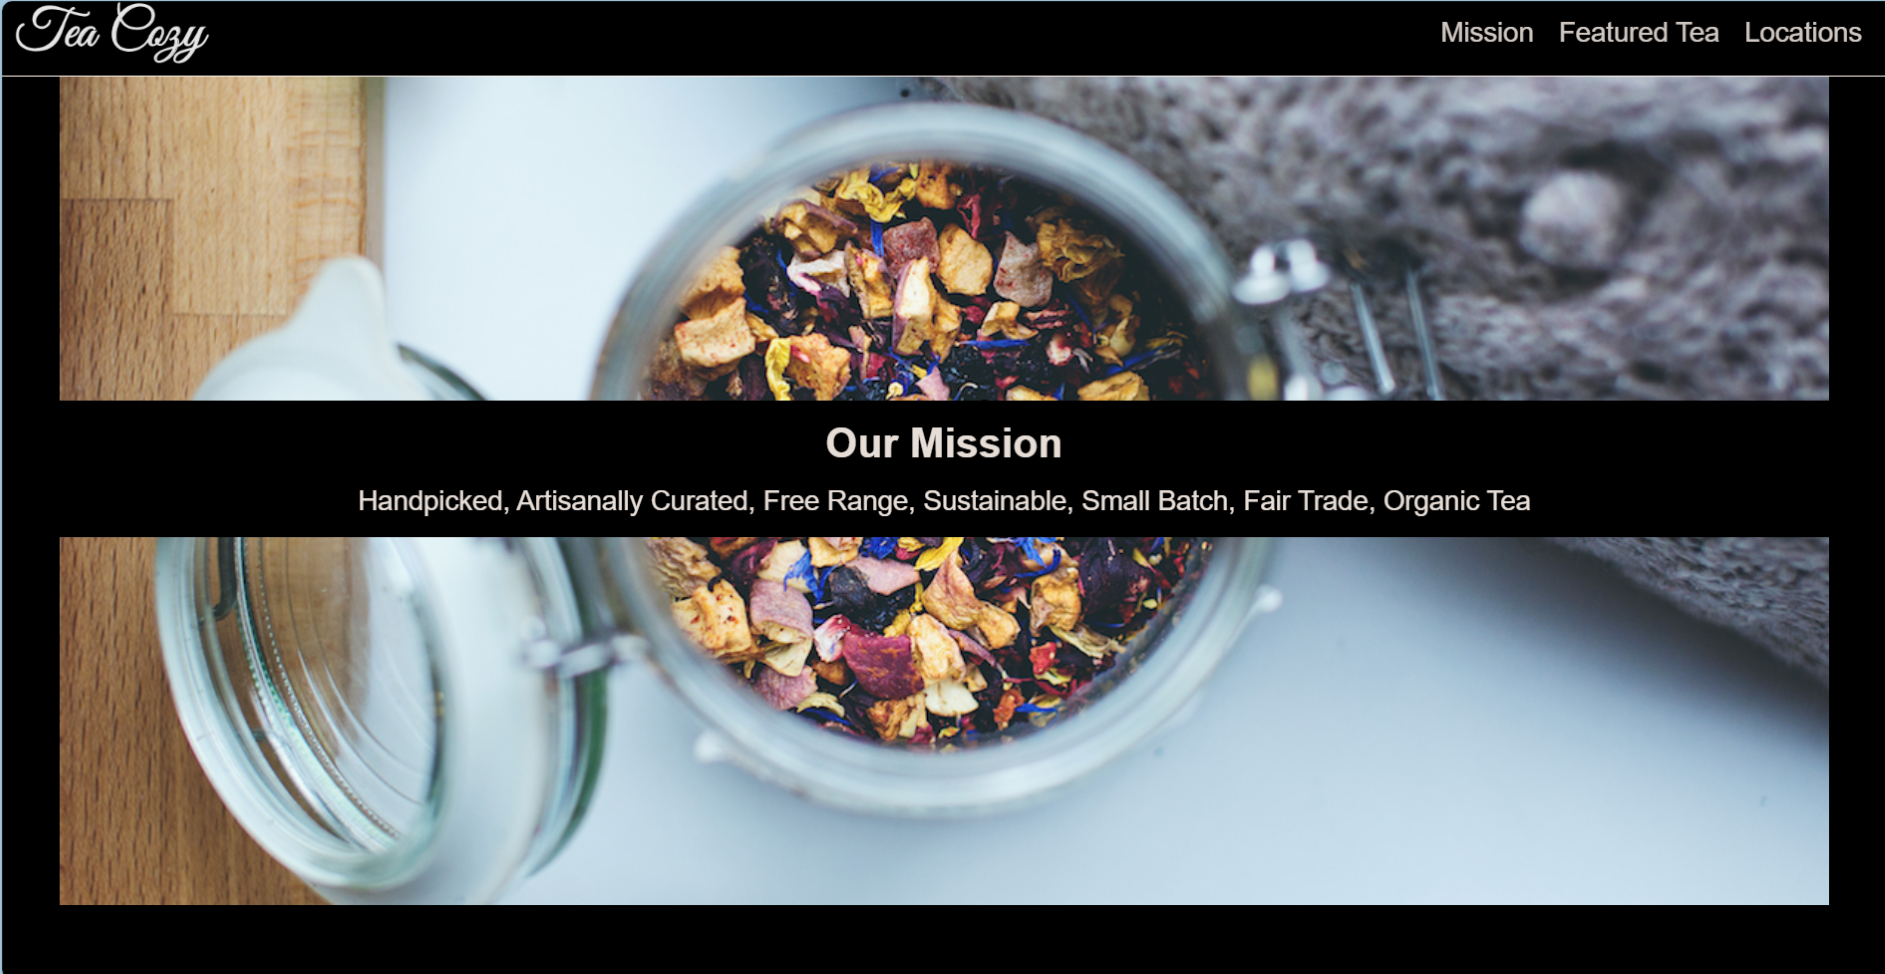 Tea Cozy
Mission Featured Tea Locations
Our Mission
Handpicked, Artisanally Curated, Free Range, Sustainable, Small Batch, Fair Trade, Organic Tea